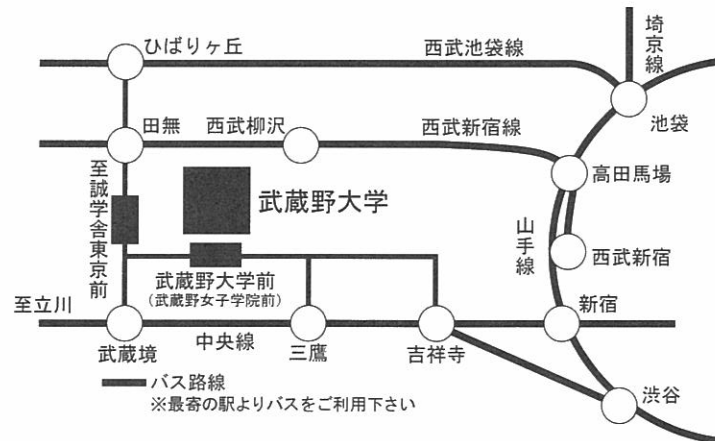 ひばりヶ丘
西武池袋線
埼京線
池袋
田無
西武柳沢
西武新宿線
高田馬場
至誠学舎東京前
武蔵野大学
山手線
西武新宿
武蔵野大学前
(武蔵野女子学院前)
至立川
新宿
武蔵境
中央線
三鷹
吉祥寺
渋谷
バス路線
※最寄の駅よりバスをご利用下さい